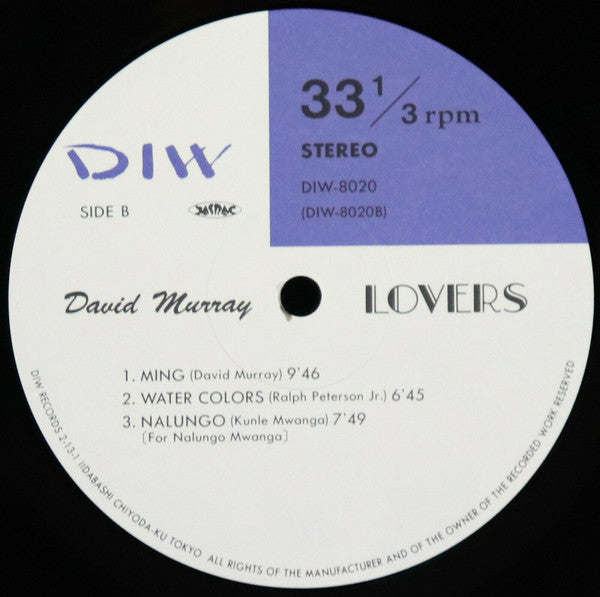 33 1/3 rpm
STEREO
DIW-8020
(DIW-8020B)
DIW
SIDE B
JASRAC
David Murray
LOVERS
1. MING (David Murray) 9'46
2. WATER COLORS (Ralph Peterson Jr.) 6'45
3. NALUNGO (Kunle Mwanga) 7'49
[For Nalungo Mwanga]
DIW RECORDS 2-13-1 IIDABASHI CHIYODA-KU TOKYO ALL RIGHTS OF THE MANUFACTURER AND OF THE OWNER OF THE RECORDED WORK RESERVED